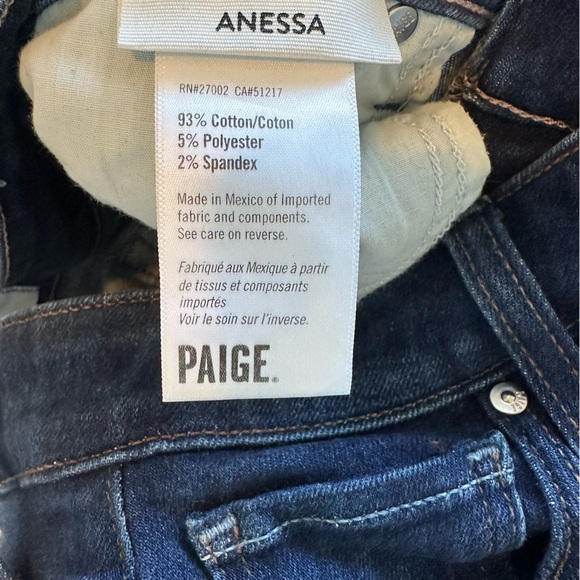 ANESSA
RN#27002 CA#51217
93% Cotton/Coton
5% Polyester
2% Spandex
Made in Mexico of Imported
fabric and components.
See care on reverse.
Fabriqué aux Mexique à partir
de tissus et composants
importés
Voir le soin sur l'inverse.
PAIGE